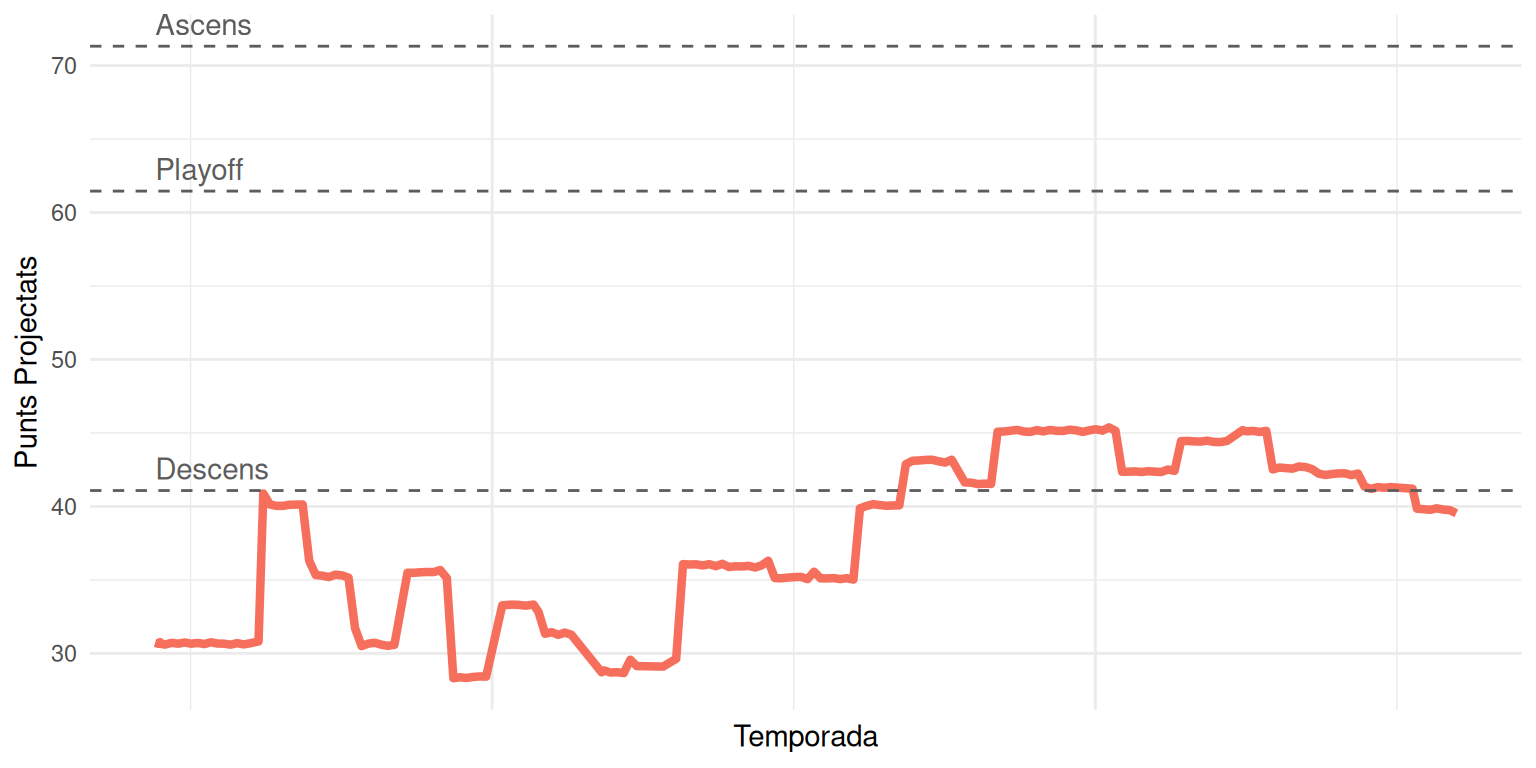 Ascens
70
Playoff
60
Punts Projectats
50
Descens
40
30
Temporada